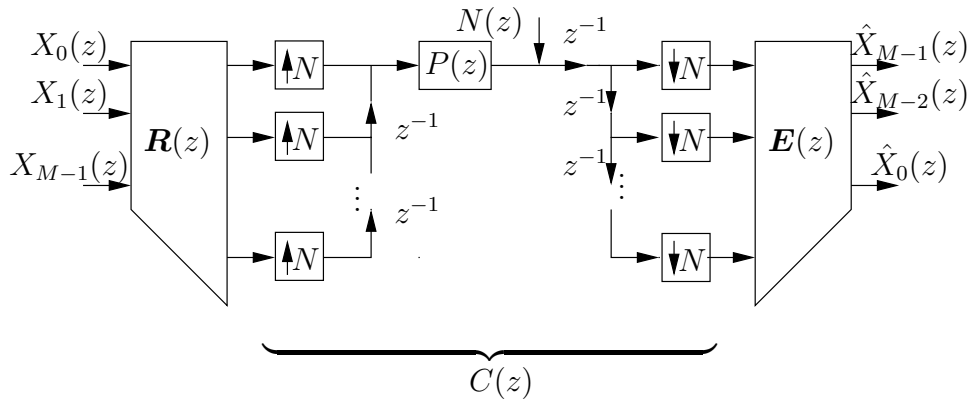 N(z)
X_0(z)
↑N
P(z)
z^{-1}
↓N
\hat{X}_{M-1}(z)
X_1(z)
z^{-1}
\hat{X}_{M-2}(z)
R(z)
↑N
z^{-1}
↓N
E(z)
X_{M-1}(z)
z^{-1}
\hat{X}_0(z)
⋮
⋮
z^{-1}
↑N
↓N
C(z)